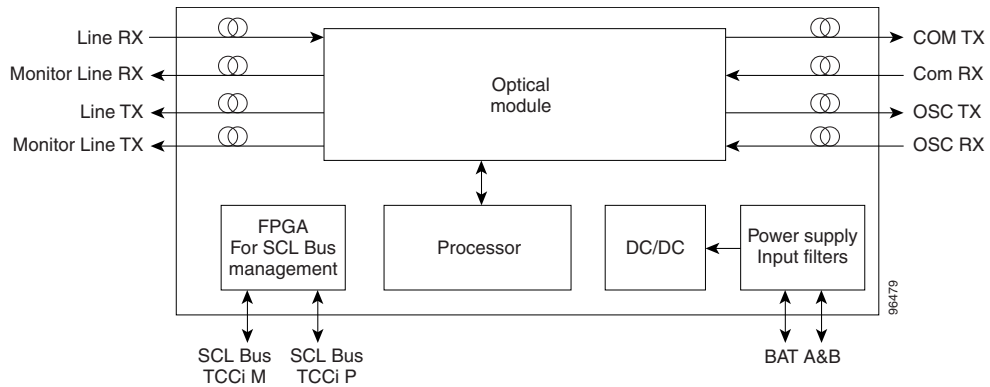 Line RX
COM TX
Monitor Line RX
Com RX
Optical
module
Line TX
OSC TX
Monitor Line TX
OSC RX
FPGA
For SCL Bus
management
Processor
DC/DC
Power supply
Input filters
96479
SCL Bus
TCCi M
SCL Bus
TCCi P
BAT A&B